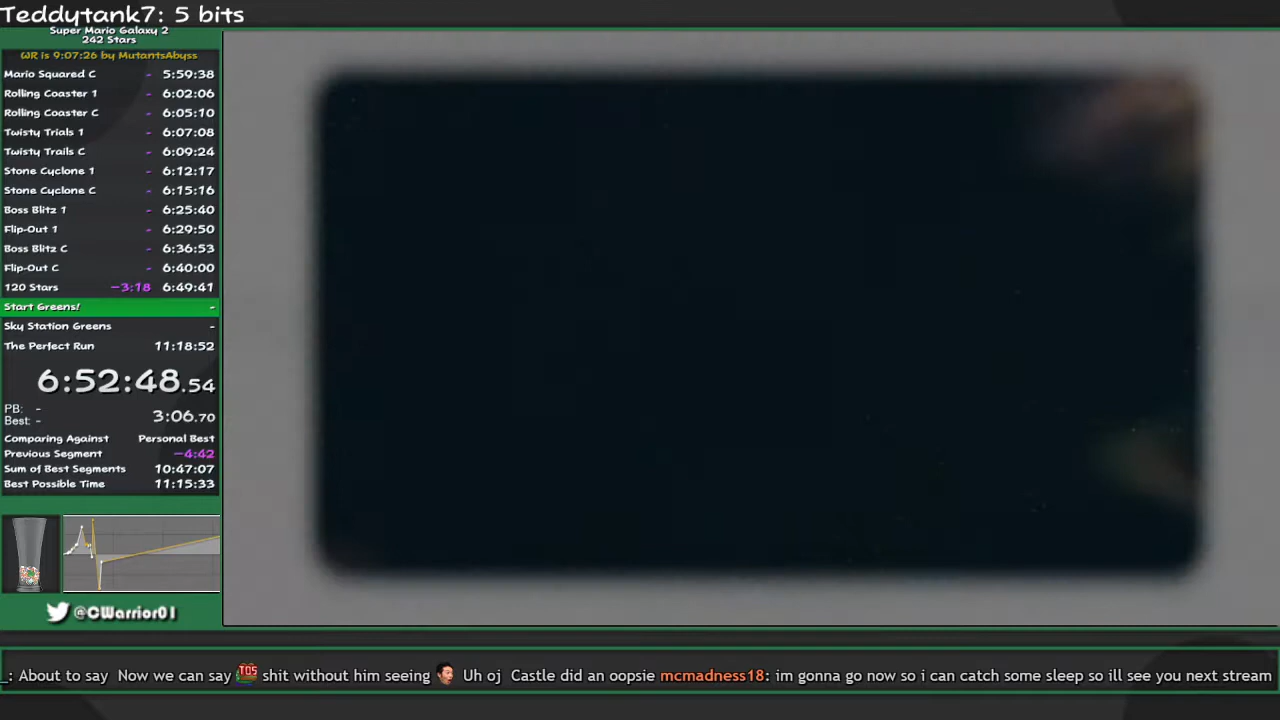 Teddytank7: 5 bits
Super Mario Galaxy 2
242 Stars
WR is 9:07:26 by MutantsAbyss
Mario Squared C - 5:59:38
Rolling Coaster 1 - 6:02:06
Rolling Coaster C - 6:05:10
Twisty Trials 1 - 6:07:08
Twisty Trails C - 6:09:24
Stone Cyclone 1 - 6:12:17
Stone Cyclone C - 6:15:16
Boss Blitz 1 - 6:25:40
Flip-Out 1 - 6:29:50
Boss Blitz C - 6:36:53
Flip-Out C - 6:40:00
120 Stars -3:18 6:49:41
Start Greens! -
Sky Station Greens -
The Perfect Run 11:18:52
6:52:48.54
PB: -
Best: - 3:06.70
Comparing Against Personal Best
Previous Segment -4:42
Sum of Best Segments 10:47:07
Best Possible Time 11:15:33
@CWarrior01
_: About to say Now we can say TOS shit without him seeing Uh oj Castle did an oopsie mcmadness18: im gonna go now so i can catch some sleep so ill see you next stream